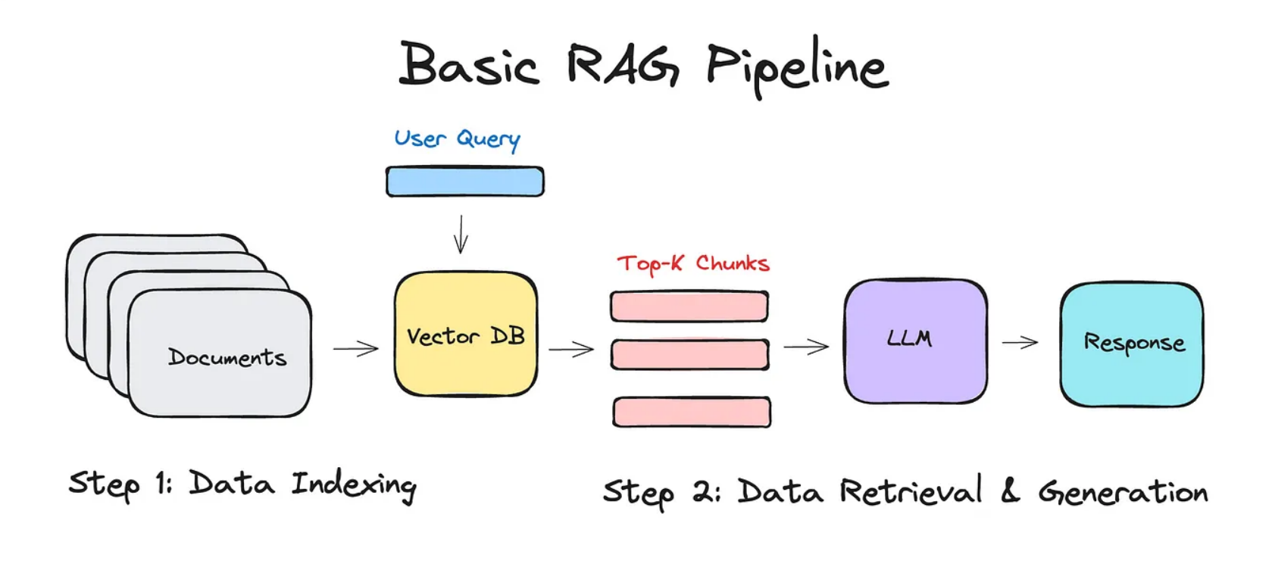 Basic RAG Pipeline
User Query
Top-K Chunks
Documents
Vector DB
LLM
Response
Step 1: Data Indexing
Step 2: Data Retrieval & Generation